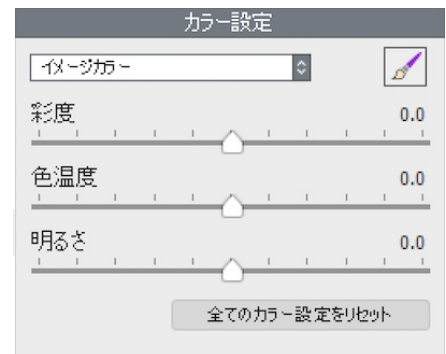 カラー設定
イメージカラー
彩度 0.0
色温度 0.0
明るさ 0.0
全てのカラー設定をリセット